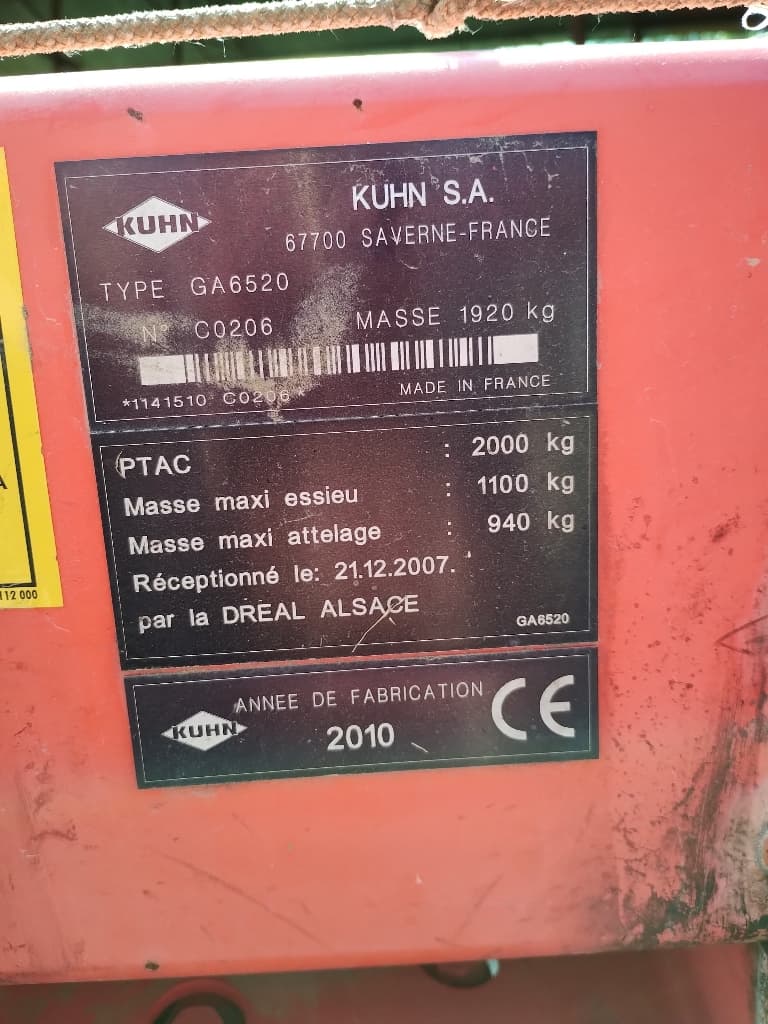 KUHN
KUHN S.A.
67700 SAVERNE-FRANCE
TYPE GA6520
N° C0206 MASSE 1920 kg
*1141510 C0206*
MADE IN FRANCE
PTAC : 2000 kg
Masse maxi essieu : 1100 kg
Masse maxi attelage : 940 kg
Réceptionné le: 21.12.2007.
par la DREAL ALSACE
GA6520
KUHN
ANNEE DE FABRICATION
2010
CE
A
112 000